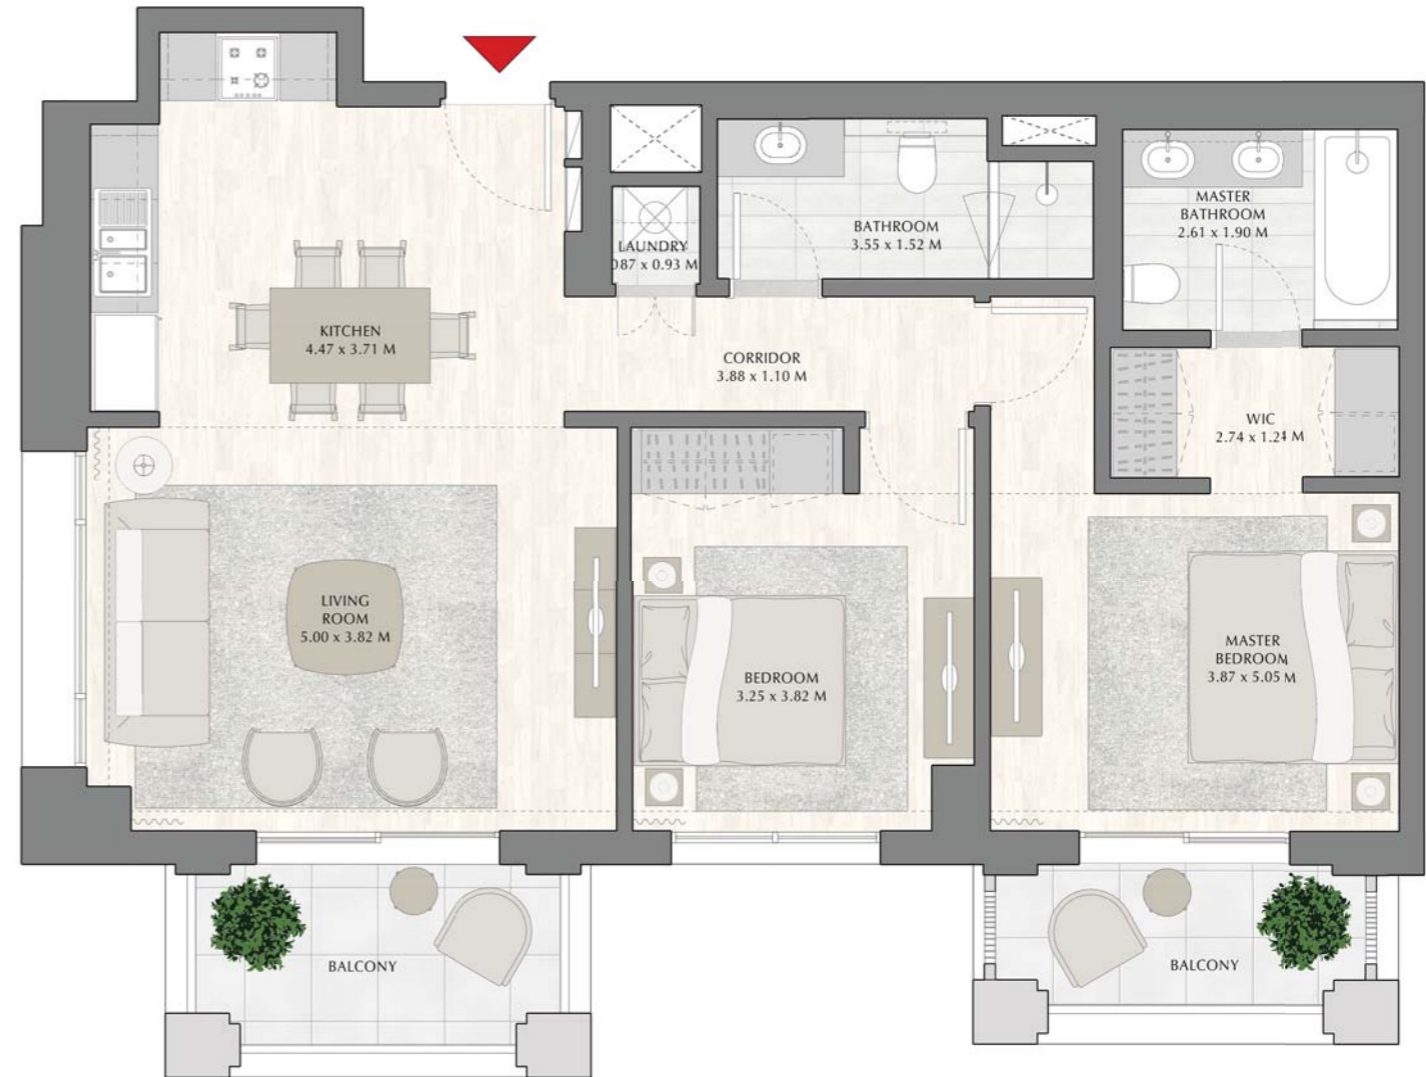 MASTER
BATHROOM
2.61 x 1.90 M
BATHROOM
3.55 x 1.52 M
LAUNDRY
0.87 x 0.93 M
KITCHEN
4.47 x 3.71 M
CORRIDOR
3.88 x 1.10 M
WIC
2.74 x 1.24 M
LIVING
ROOM
5.00 x 3.82 M
BEDROOM
3.25 x 3.82 M
MASTER
BEDROOM
3.87 x 5.05 M
BALCONY
BALCONY